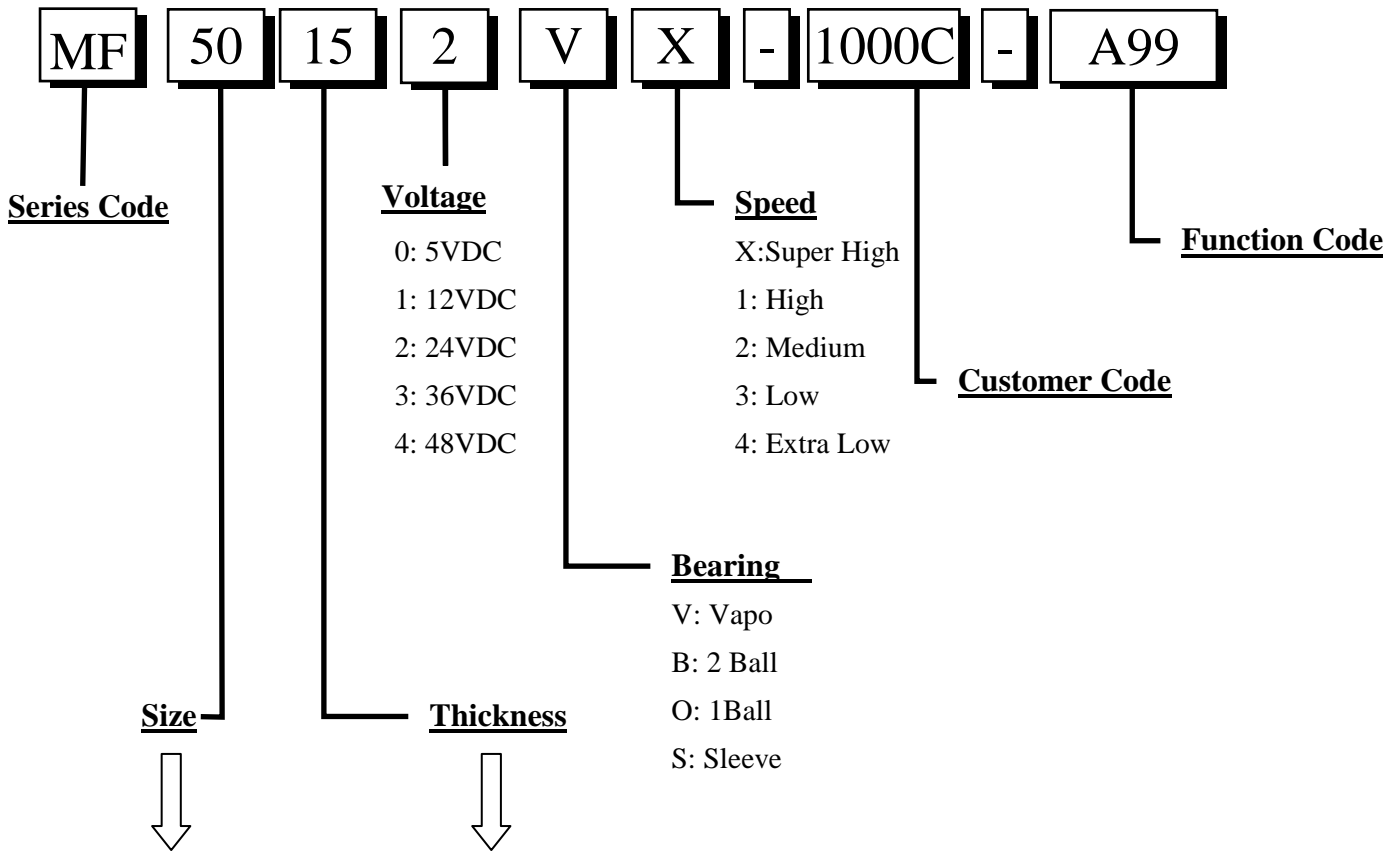 MF 50 15 2 V X - 1000C - A99
Series Code
Voltage
0: 5VDC
1: 12VDC
2: 24VDC
3: 36VDC
4: 48VDC
Speed
X:Super High
1: High
2: Medium
3: Low
4: Extra Low
Function Code
Customer Code
Bearing
V: Vapo
B: 2 Ball
O: 1Ball
S: Sleeve
Size
Thickness